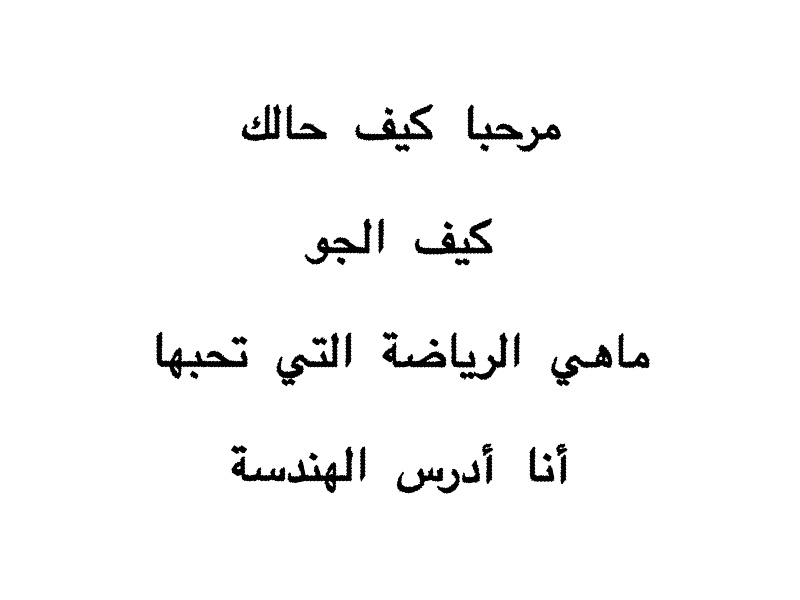 مرحبا كيف حالك
كيف الجو
ماهي الرياضة التي تحبها
أنا أدرس الهندسة